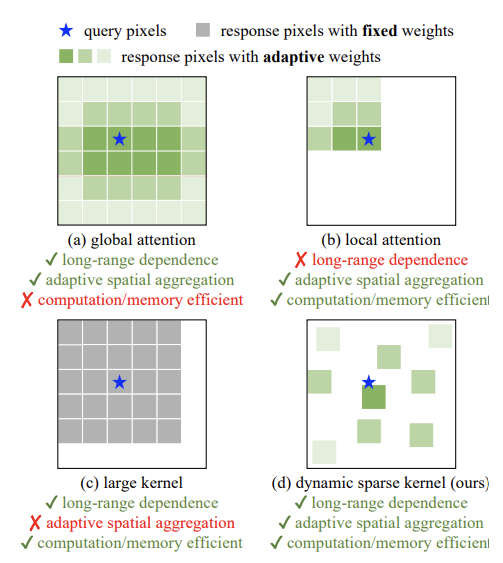 query pixels
response pixels with fixed weights
response pixels with adaptive weights
(a) global attention
✓ long-range dependence
✓ adaptive spatial aggregation
✗ computation/memory efficient
(b) local attention
✗ long-range dependence
✓ adaptive spatial aggregation
✓ computation/memory efficient
(c) large kernel
✓ long-range dependence
✗ adaptive spatial aggregation
✓ computation/memory efficient
(d) dynamic sparse kernel (ours)
✓ long-range dependence
✓ adaptive spatial aggregation
✓ computation/memory efficient